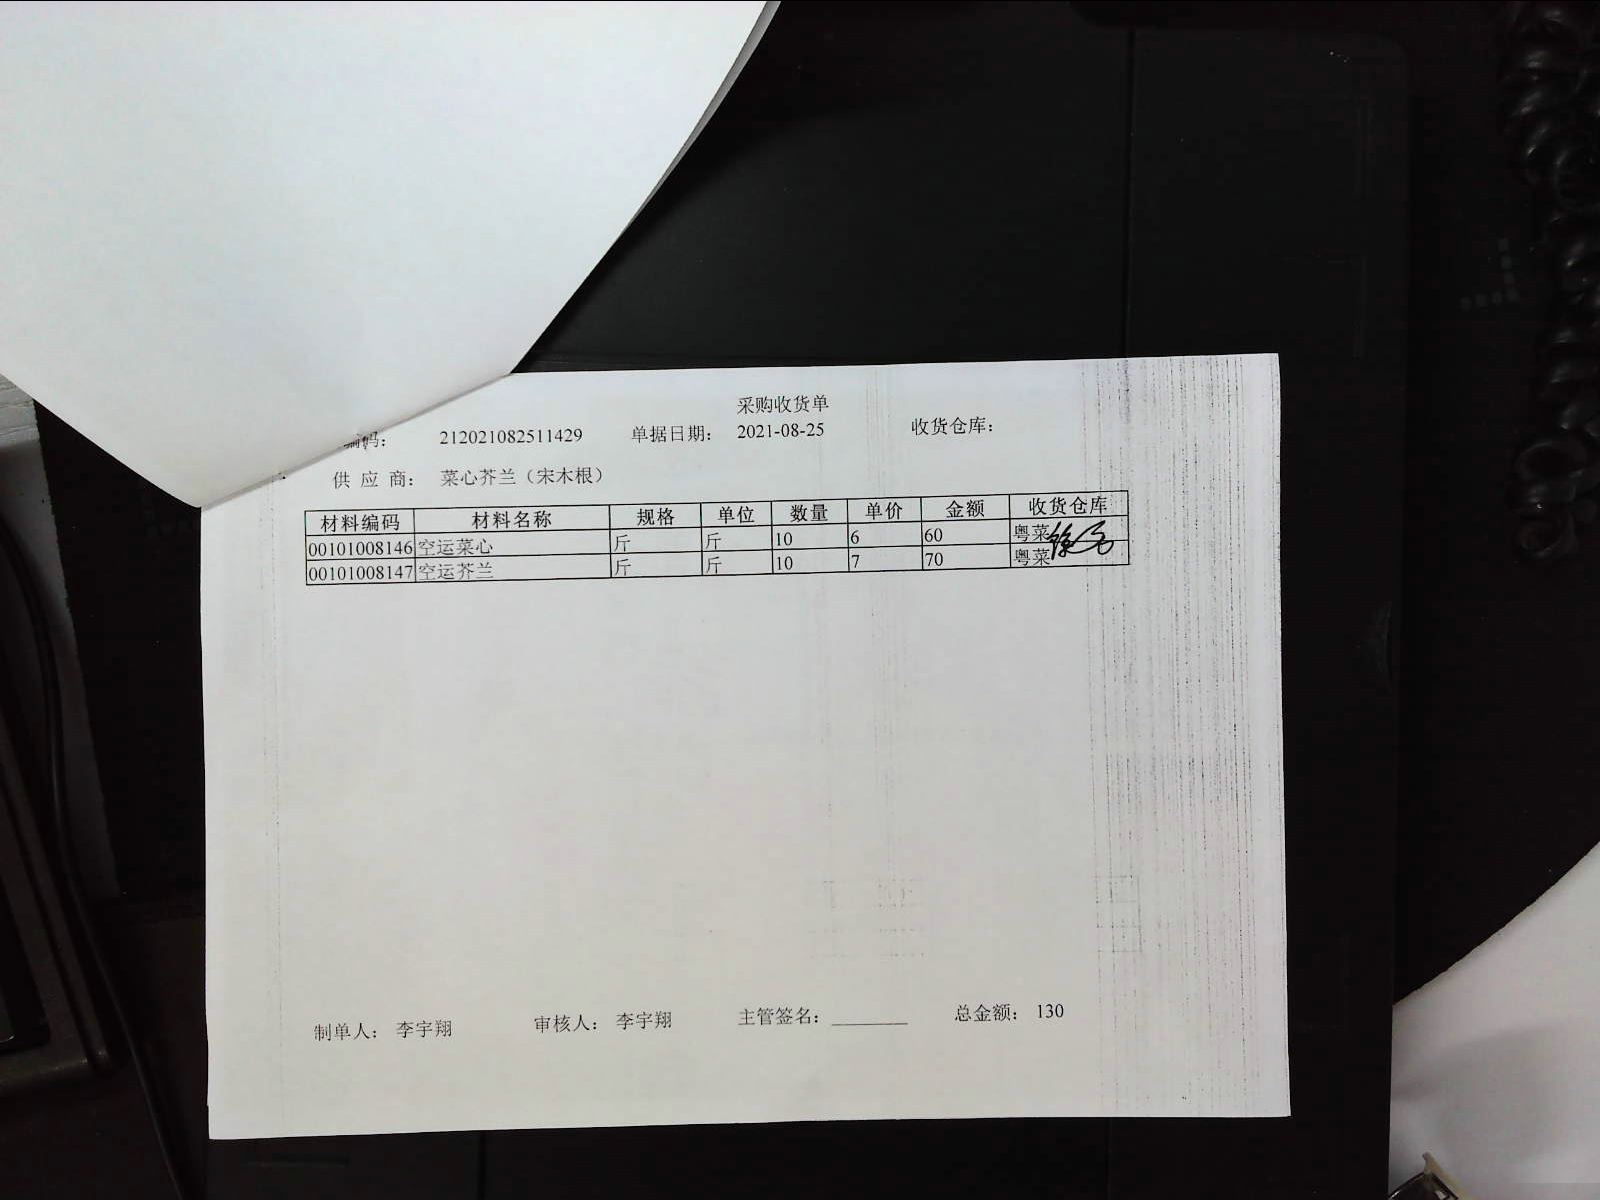 采购收货单
编码： 212021082511429 单据日期： 2021-08-25 收货仓库：
供 应 商： 菜心芥兰（宋木根）
材料编码 材料名称 规格 单位 数量 单价 金额 收货仓库
00101008146 空运菜心 斤 斤 10 6 60 粤菜
00101008147 空运芥兰 斤 斤 10 7 70 粤菜
制单人： 李宇翔 审核人： 李宇翔 主管签名：________ 总金额： 130